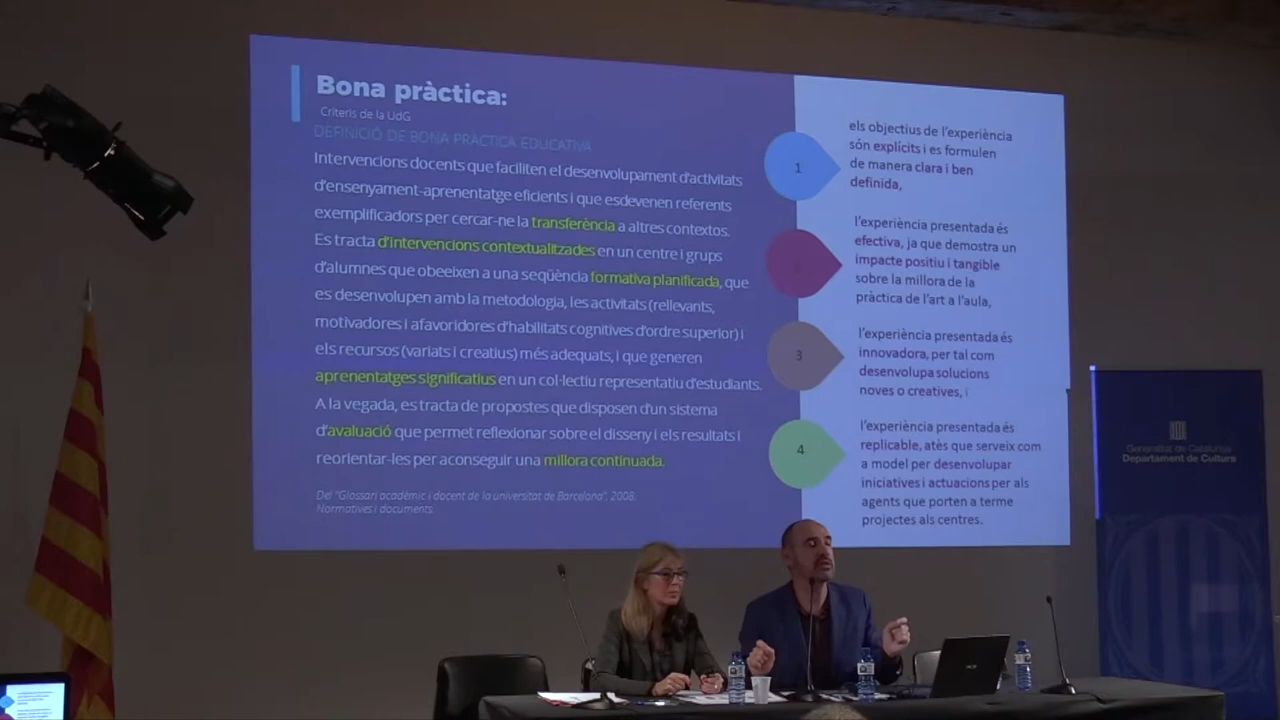 Bona pràctica:
Criteris de la UdG
DEFINICIÓ DE BONA PRÀCTICA EDUCATIVA
Intervencions docents que faciliten el desenvolupament d'activitats
d'ensenyament-aprenentatge eficients i que esdevenen referents
exemplificadors per cercar-ne la transferència a altres contextos.
Es tracta d'intervencions contextualitzades en un centre i grups
d'alumnes que obeeixen a una seqüència formativa planificada, que
es desenvolupen amb la metodologia, les activitats (rellevants,
motivadores i afavoridores d'habilitats cognitives d'ordre superior) i
els recursos (variats i creatius) més adequats, i que generen
aprenentatges significatius en un col·lectiu representatiu d'estudiants.
A la vegada, es tracta de propostes que disposen d'un sistema
d'avaluació que permet reflexionar sobre el disseny i els resultats i
reorientar-les per aconseguir una millora continuada.
Del "Glossari acadèmic i docent de la universitat de Barcelona", 2008.
Normatives i documents.
1
els objectius de l'experiència
són explícits i es formulen
de manera clara i ben
definida,
l'experiència presentada és
efectiva, ja que demostra un
impacte positiu i tangible
sobre la millora de la
pràctica de l'art a l'aula,
3
l'experiència presentada és
innovadora, per tal com
desenvolupa solucions
noves o creatives, i
4
l'experiència presentada és
replicable, atès que serveix com
a model per desenvolupar
iniciatives i actuacions per als
agents que porten a terme
projectes als centres.
Generalitat de Catalunya
Departament de Cultura
acer